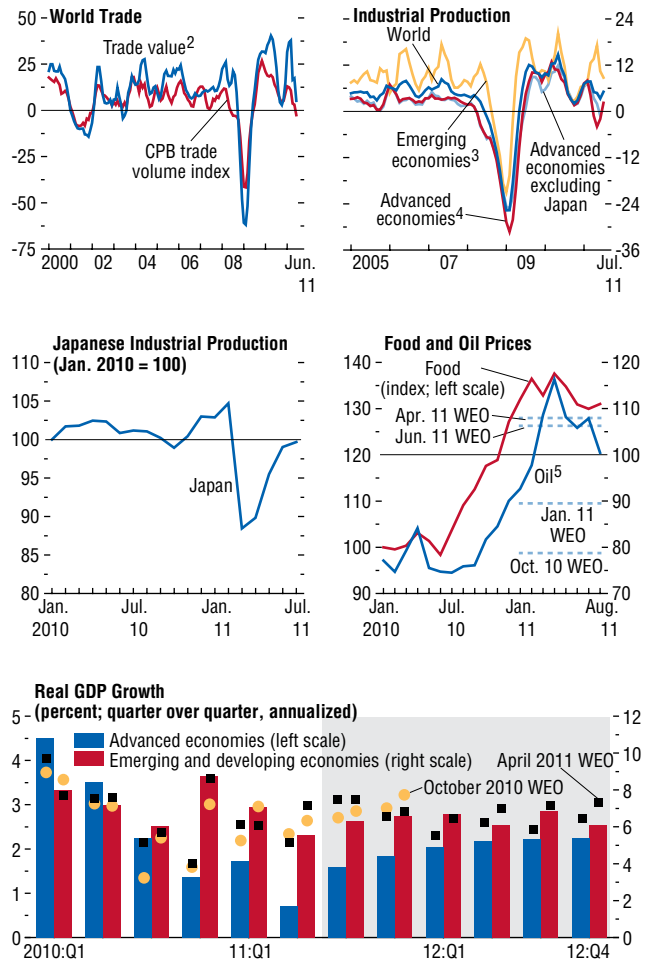 World Trade
50
25
0
-25
-50
-75
Trade value2
CPB trade
volume index
2000 02 04 06 08 Jun.
11
Industrial Production
24
12
0
-12
-24
-36
World
Emerging
economies3
Advanced
economies
excluding
Japan
Advanced
economies4
2005 07 09 Jul.
11
Japanese Industrial Production
(Jan. 2010 = 100)
110
105
100
95
90
85
80
Japan
Jan. Jul. Jan. Jul.
2010 10 11 11
Food and Oil Prices
140
130
120
110
100
90
120
110
100
90
80
70
Food
(index; left scale)
Apr. 11 WEO
Jun. 11 WEO
Oil5
Jan. 11
WEO
Oct. 10 WEO
Jan. Jul. Jan. Aug.
2010 10 11 11
Real GDP Growth
(percent; quarter over quarter, annualized)
5
4
3
2
1
0
12
10
8
6
4
2
0
Advanced economies (left scale)
Emerging and developing economies (right scale)
April 2011 WEO
October 2010 WEO
2010:Q1 11:Q1 12:Q1 12:Q4